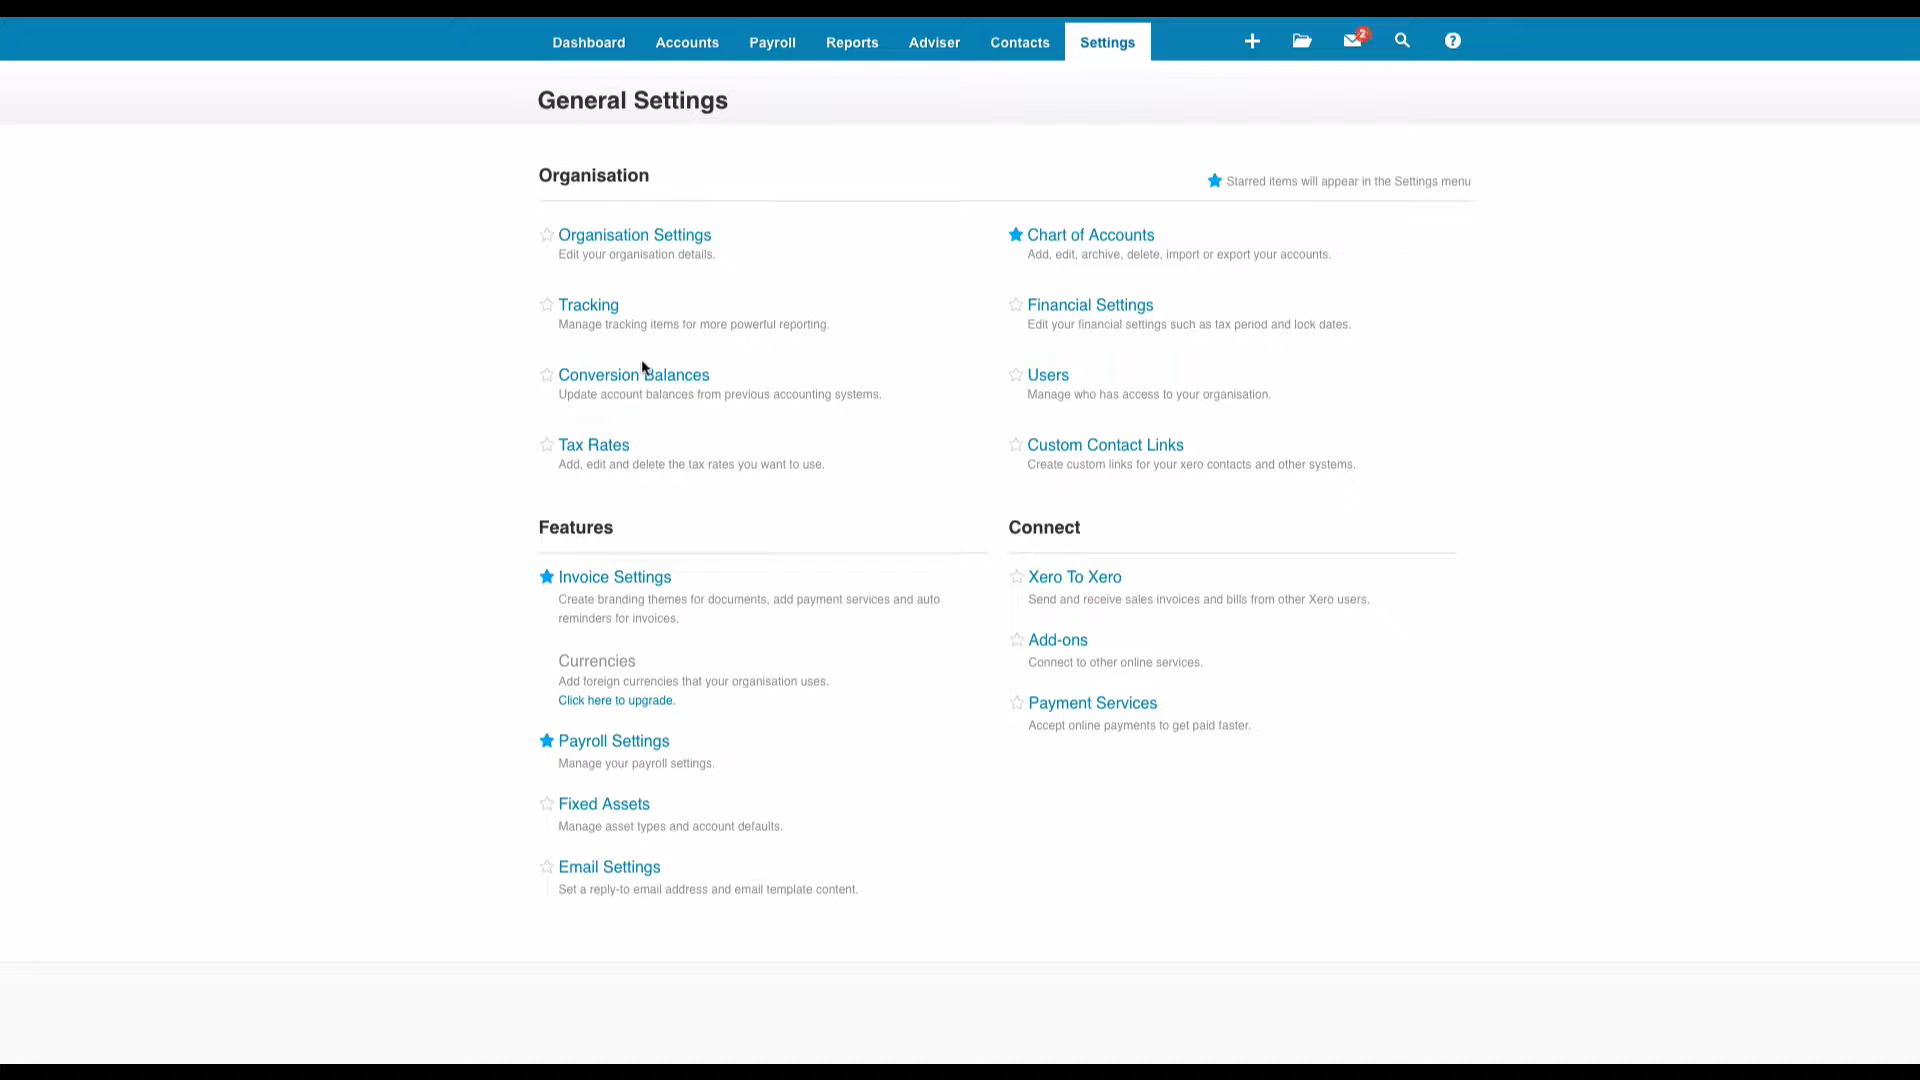 Dashboard Accounts Payroll Reports Adviser Contacts Settings 2 ?
General Settings
Organisation
Starred items will appear in the Settings menu
Organisation Settings
Edit your organisation details.
Chart of Accounts
Add, edit, archive, delete, import or export your accounts.
Tracking
Manage tracking items for more powerful reporting.
Financial Settings
Edit your financial settings such as tax period and lock dates.
Conversion Balances
Update account balances from previous accounting systems.
Users
Manage who has access to your organisation.
Tax Rates
Add, edit and delete the tax rates you want to use.
Custom Contact Links
Create custom links for your xero contacts and other systems.
Features
Invoice Settings
Create branding themes for documents, add payment services and auto
reminders for invoices.
Currencies
Add foreign currencies that your organisation uses.
Click here to upgrade.
Payroll Settings
Manage your payroll settings.
Fixed Assets
Manage asset types and account defaults.
Email Settings
Set a reply-to email address and email template content.
Connect
Xero To Xero
Send and receive sales invoices and bills from other Xero users.
Add-ons
Connect to other online services.
Payment Services
Accept online payments to get paid faster.